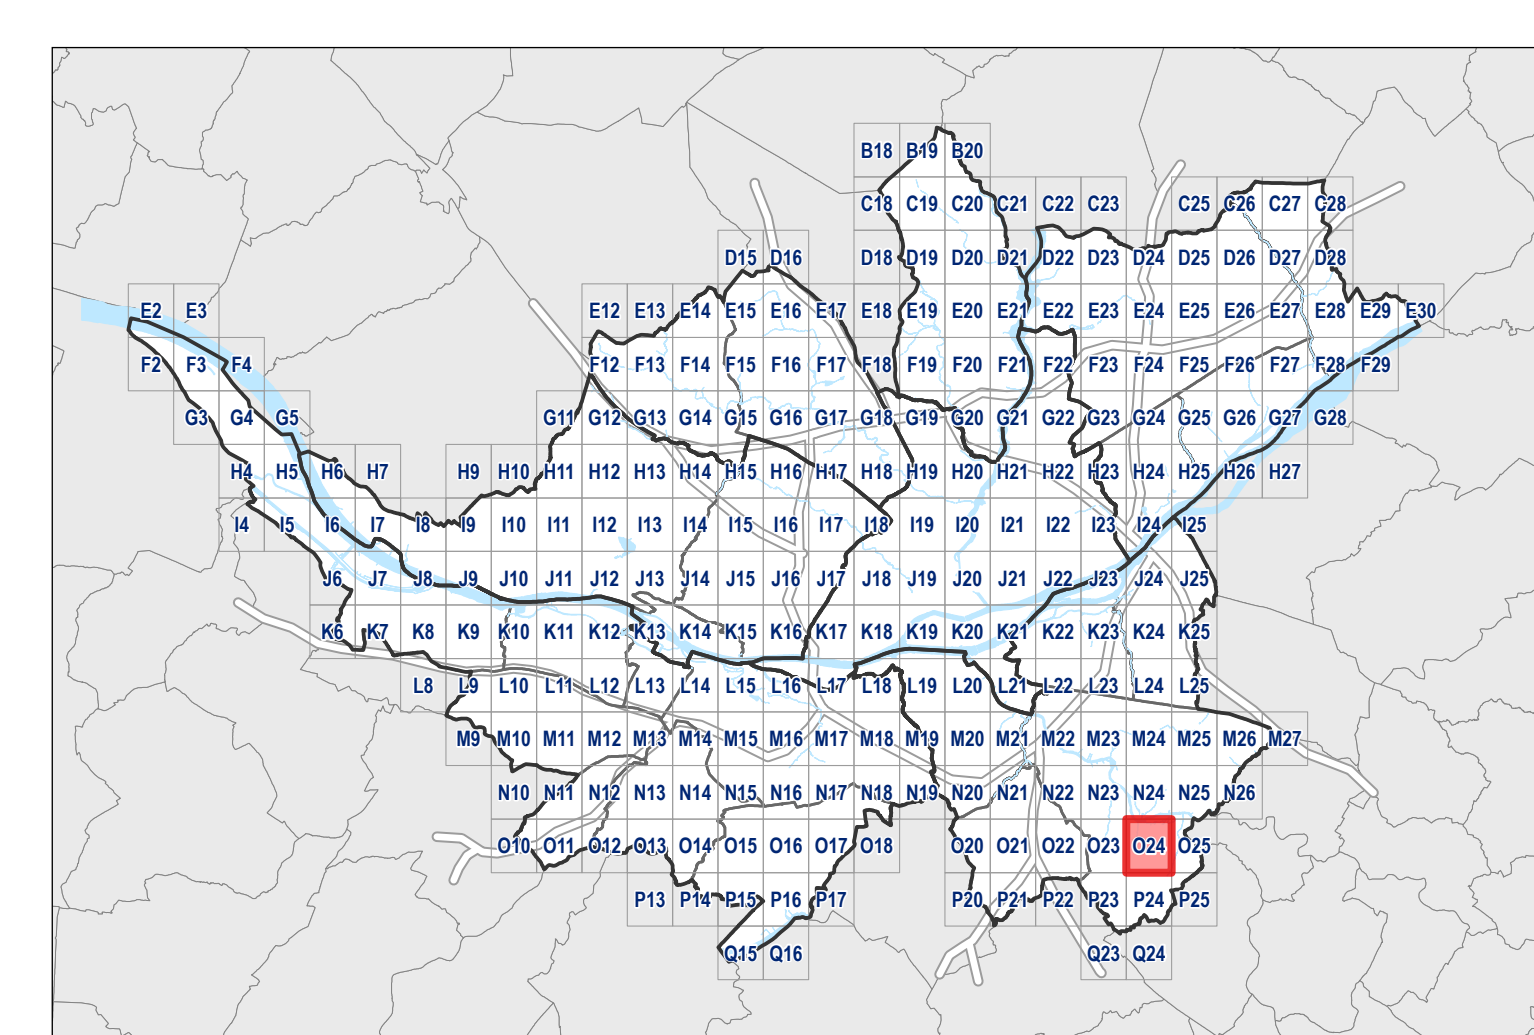 B18 B19 B20
C18 C19 C20 C21 C22 C23 C25 C26 C27 C28
D15 D16 D18 D19 D20 D21 D22 D23 D24 D25 D26 D27 D28
E2 E3 E12 E13 E14 E15 E16 E17 E18 E19 E20 E21 E22 E23 E24 E25 E26 E27 E28 E29 E30
F2 F3 F4 F12 F13 F14 F15 F16 F17 F18 F19 F20 F21 F22 F23 F24 F25 F26 F27 F28 F29
G3 G4 G5 G11 G12 G13 G14 G15 G16 G17 G18 G19 G20 G21 G22 G23 G24 G25 G26 G27 G28
H4 H5 H6 H7 H9 H10 H11 H12 H13 H14 H15 H16 H17 H18 H19 H20 H21 H22 H23 H24 H25 H26 H27
I4 I5 I6 I7 I8 I9 I10 I11 I12 I13 I14 I15 I16 I17 I18 I19 I20 I21 I22 I23 I24 I25
J6 J7 J8 J9 J10 J11 J12 J13 J14 J15 J16 J17 J18 J19 J20 J21 J22 J23 J24 J25
K6 K7 K8 K9 K10 K11 K12 K13 K14 K15 K16 K17 K18 K19 K20 K21 K22 K23 K24 K25
L8 L9 L10 L11 L12 L13 L14 L15 L16 L17 L18 L19 L20 L21 L22 L23 L24 L25
M9 M10 M11 M12 M13 M14 M15 M16 M17 M18 M19 M20 M21 M22 M23 M24 M25 M26 M27
N10 N11 N12 N13 N14 N15 N16 N17 N18 N19 N20 N21 N22 N23 N24 N25 N26
O10 O11 O12 O13 O14 O15 O16 O17 O18 O20 O21 O22 O23 O24 O25
P13 P14 P15 P16 P17 P20 P21 P22 P23 P24 P25
Q15 Q16 Q23 Q24